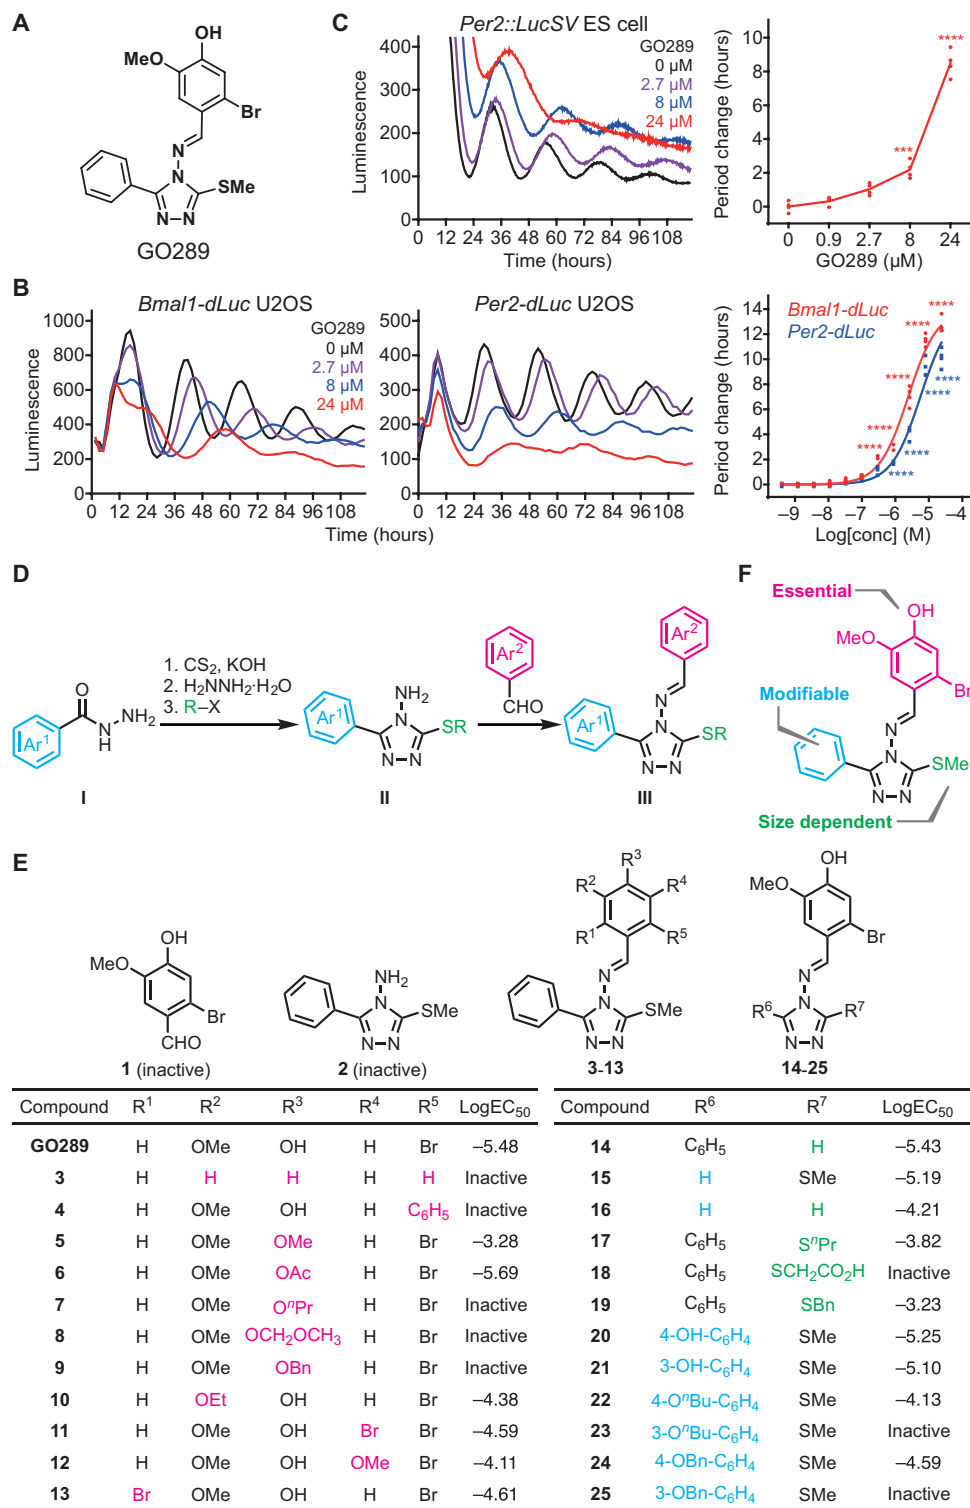 A
OH
MeO
Br
N
N
SMe
N–N
GO289
C
Per2::LucSV ES cell
GO289
0 µM
2.7 µM
8 µM
24 µM
Luminescence
400
300
200
100
0
0 12 24 36 48 60 72 84 96 108
Time (hours)
Period change (hours)
10
8
6
4
2
0
***
****
0 0.9 2.7 8 24
GO289 (µM)
B
Bmal1-dLuc U2OS
GO289
0 µM
2.7 µM
8 µM
24 µM
Luminescence
1000
800
600
400
200
0 12 24 36 48 60 72 84 96 108
Per2-dLuc U2OS
500
400
300
200
100
0
0 12 24 36 48 60 72 84 96 108
Time (hours)
Bmal1-dLuc
Per2-dLuc
Period change (hours)
14
12
10
8
6
4
2
0
****
****
****
****
****
****
****
****
****
–9 –8 –7 –6 –5 –4
Log[conc] (M)
D
O
Ar1
N
H
NH2
I
1. CS2, KOH
2. H2NNH2·H2O
3. R–X
NH2
Ar1
N
SR
N–N
II
Ar2
CHO
Ar2
N
Ar1
N
SR
N–N
III
F
Essential
OH
MeO
Br
Modifiable
N
N
SMe
N–N
Size dependent
E
OH
MeO
Br
CHO
1 (inactive)
NH2
N
SMe
N–N
2 (inactive)
R3
R2 R4
R1 R5
N
N
SMe
N–N
3-13
OH
MeO
Br
N
N
R6 R7
N–N
14-25
Compound R1 R2 R3 R4 R5 LogEC50
GO289 H OMe OH H Br –5.48
3 H H H H H Inactive
4 H OMe OH H C6H5 Inactive
5 H OMe OMe H Br –3.28
6 H OMe OAc H Br –5.69
7 H OMe OnPr H Br Inactive
8 H OMe OCH2OCH3 H Br Inactive
9 H OMe OBn H Br Inactive
10 H OEt OH H Br –4.38
11 H OMe OH Br Br –4.59
12 H OMe OH OMe Br –4.11
13 Br OMe OH H Br –4.61
Compound R6 R7 LogEC50
14 C6H5 H –5.43
15 H SMe –5.19
16 H H –4.21
17 C6H5 SnPr –3.82
18 C6H5 SCH2CO2H Inactive
19 C6H5 SBn –3.23
20 4-OH-C6H4 SMe –5.25
21 3-OH-C6H4 SMe –5.10
22 4-OnBu-C6H4 SMe –4.13
23 3-OnBu-C6H4 SMe Inactive
24 4-OBn-C6H4 SMe –4.59
25 3-OBn-C6H4 SMe Inactive